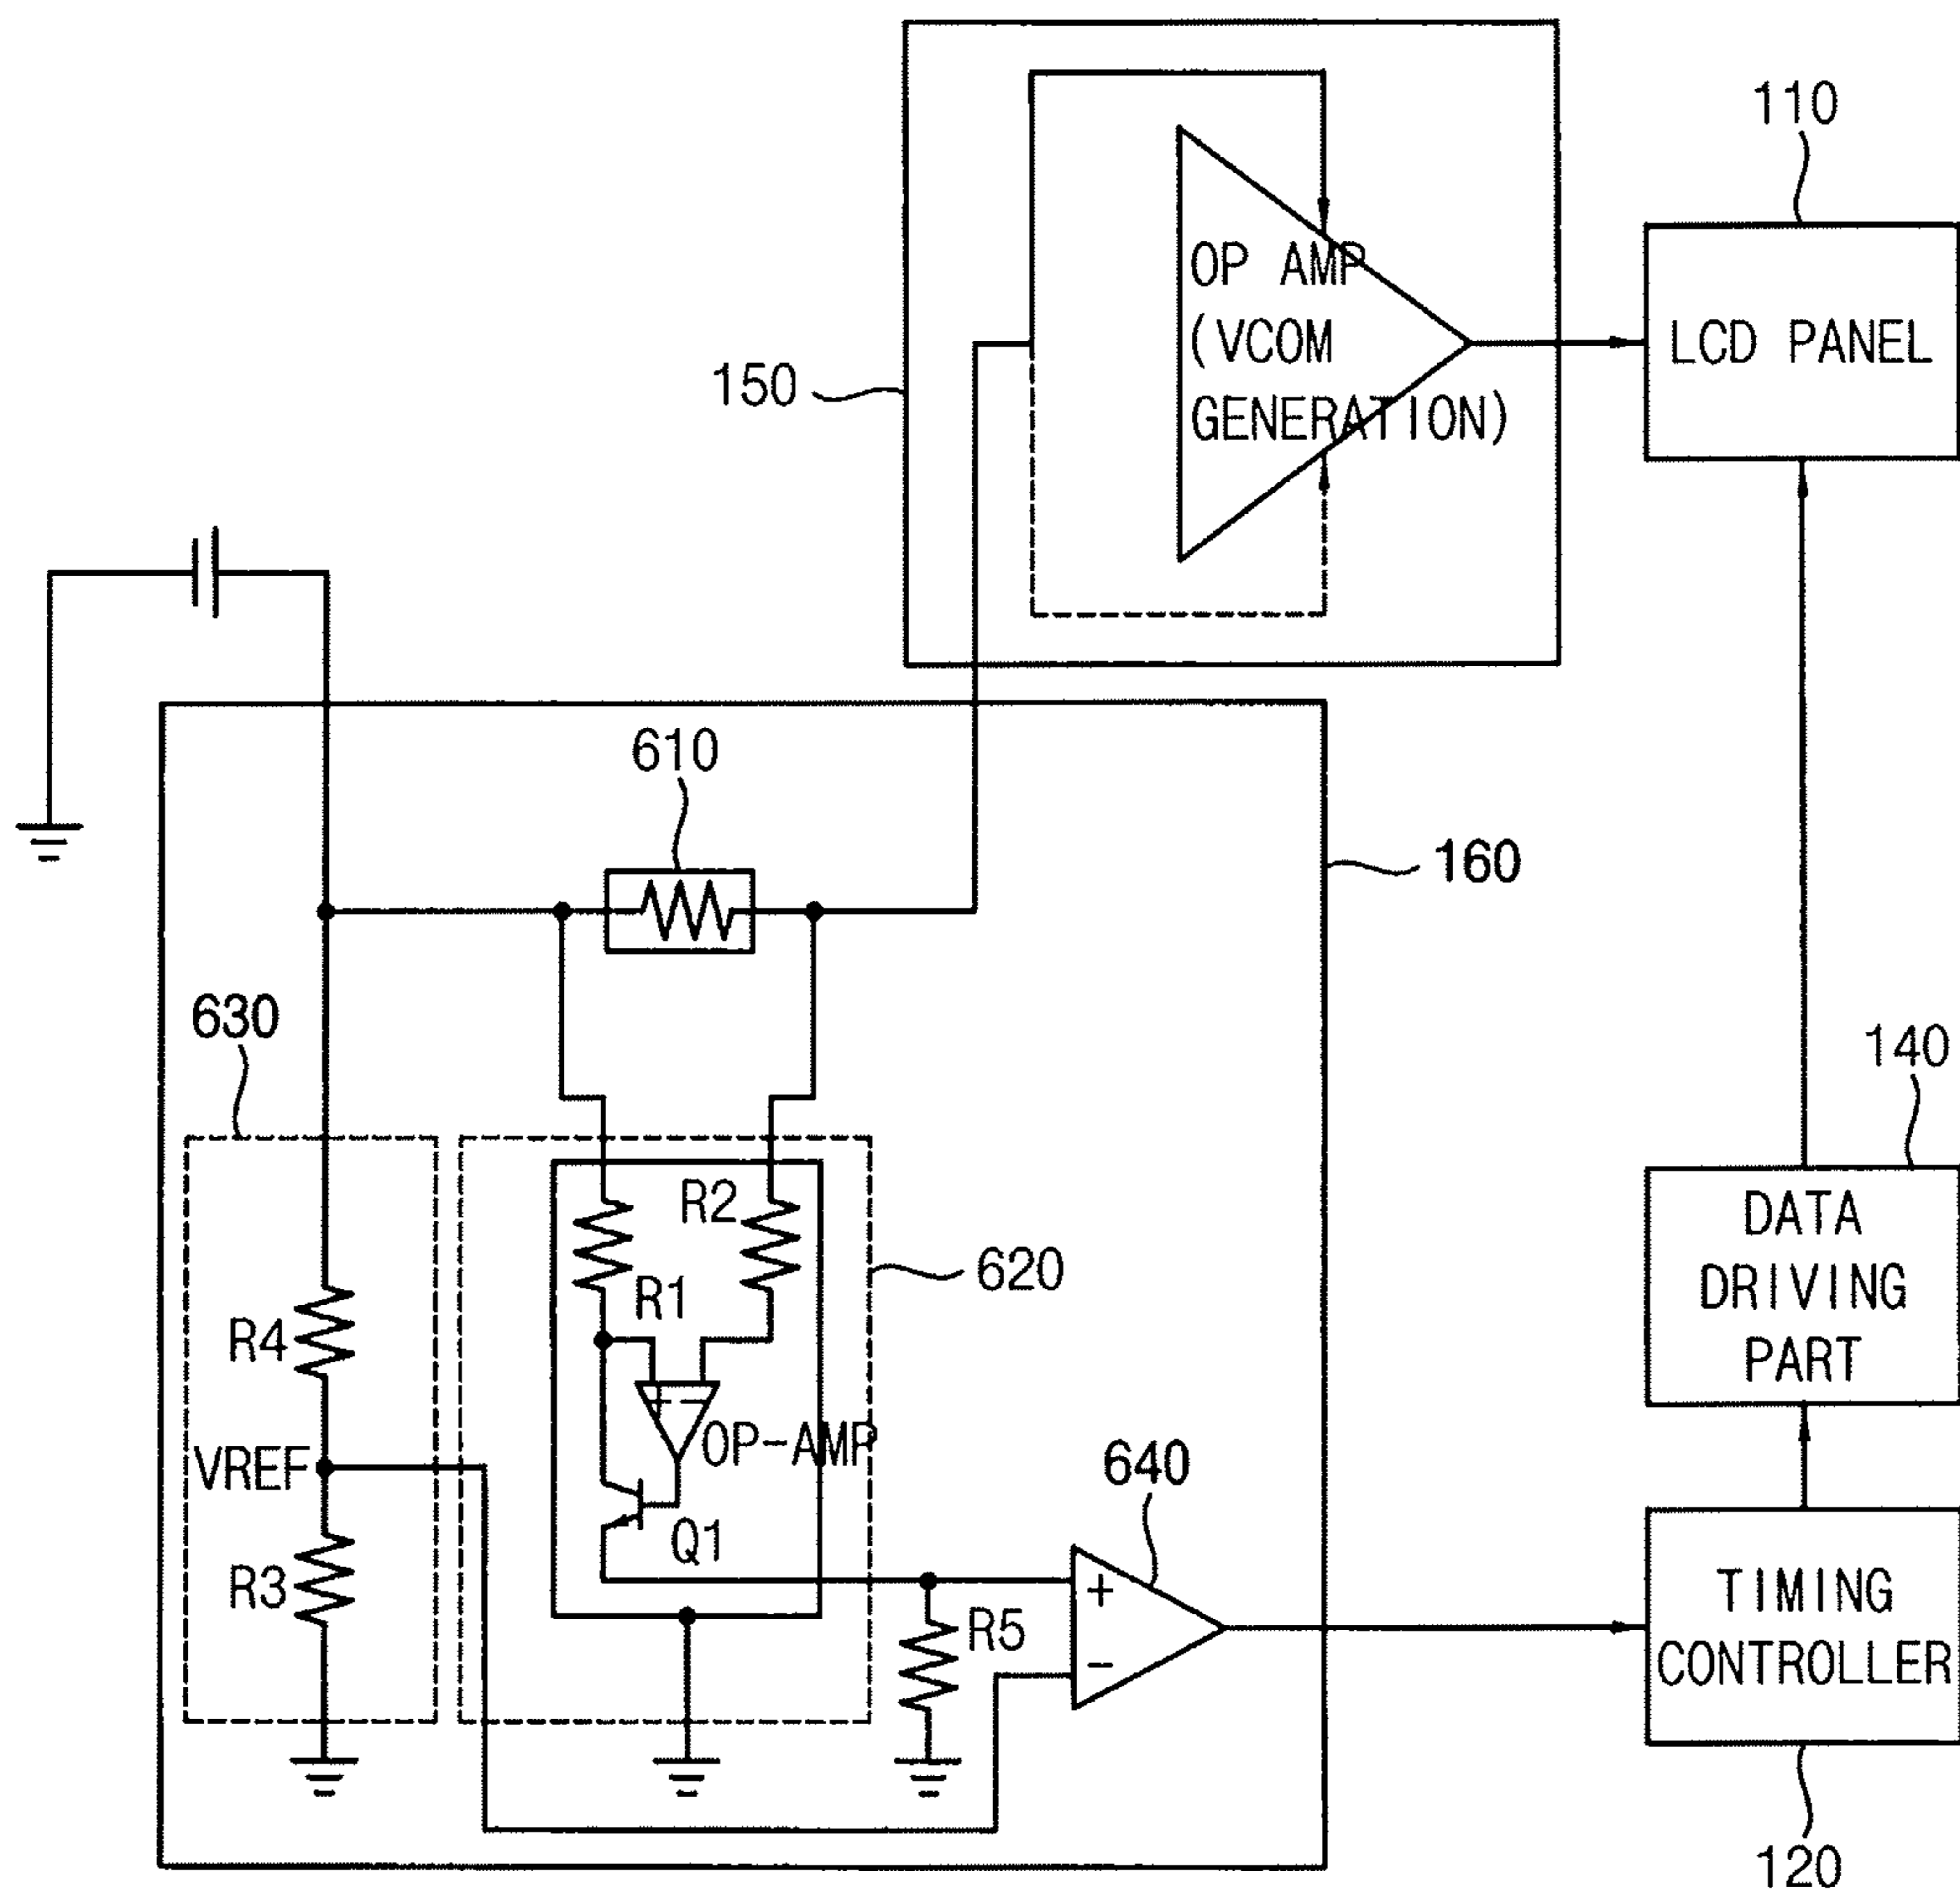 110
OP AMP
(VCOM
GENERATION)
LCD PANEL
150
610
160
630
140
R2
DATA
DRIVING
PART
620
R1
R4
OP-AMP
VREF
640
Q1
R3
+
R5
-
TIMING
CONTROLLER
120
+
-